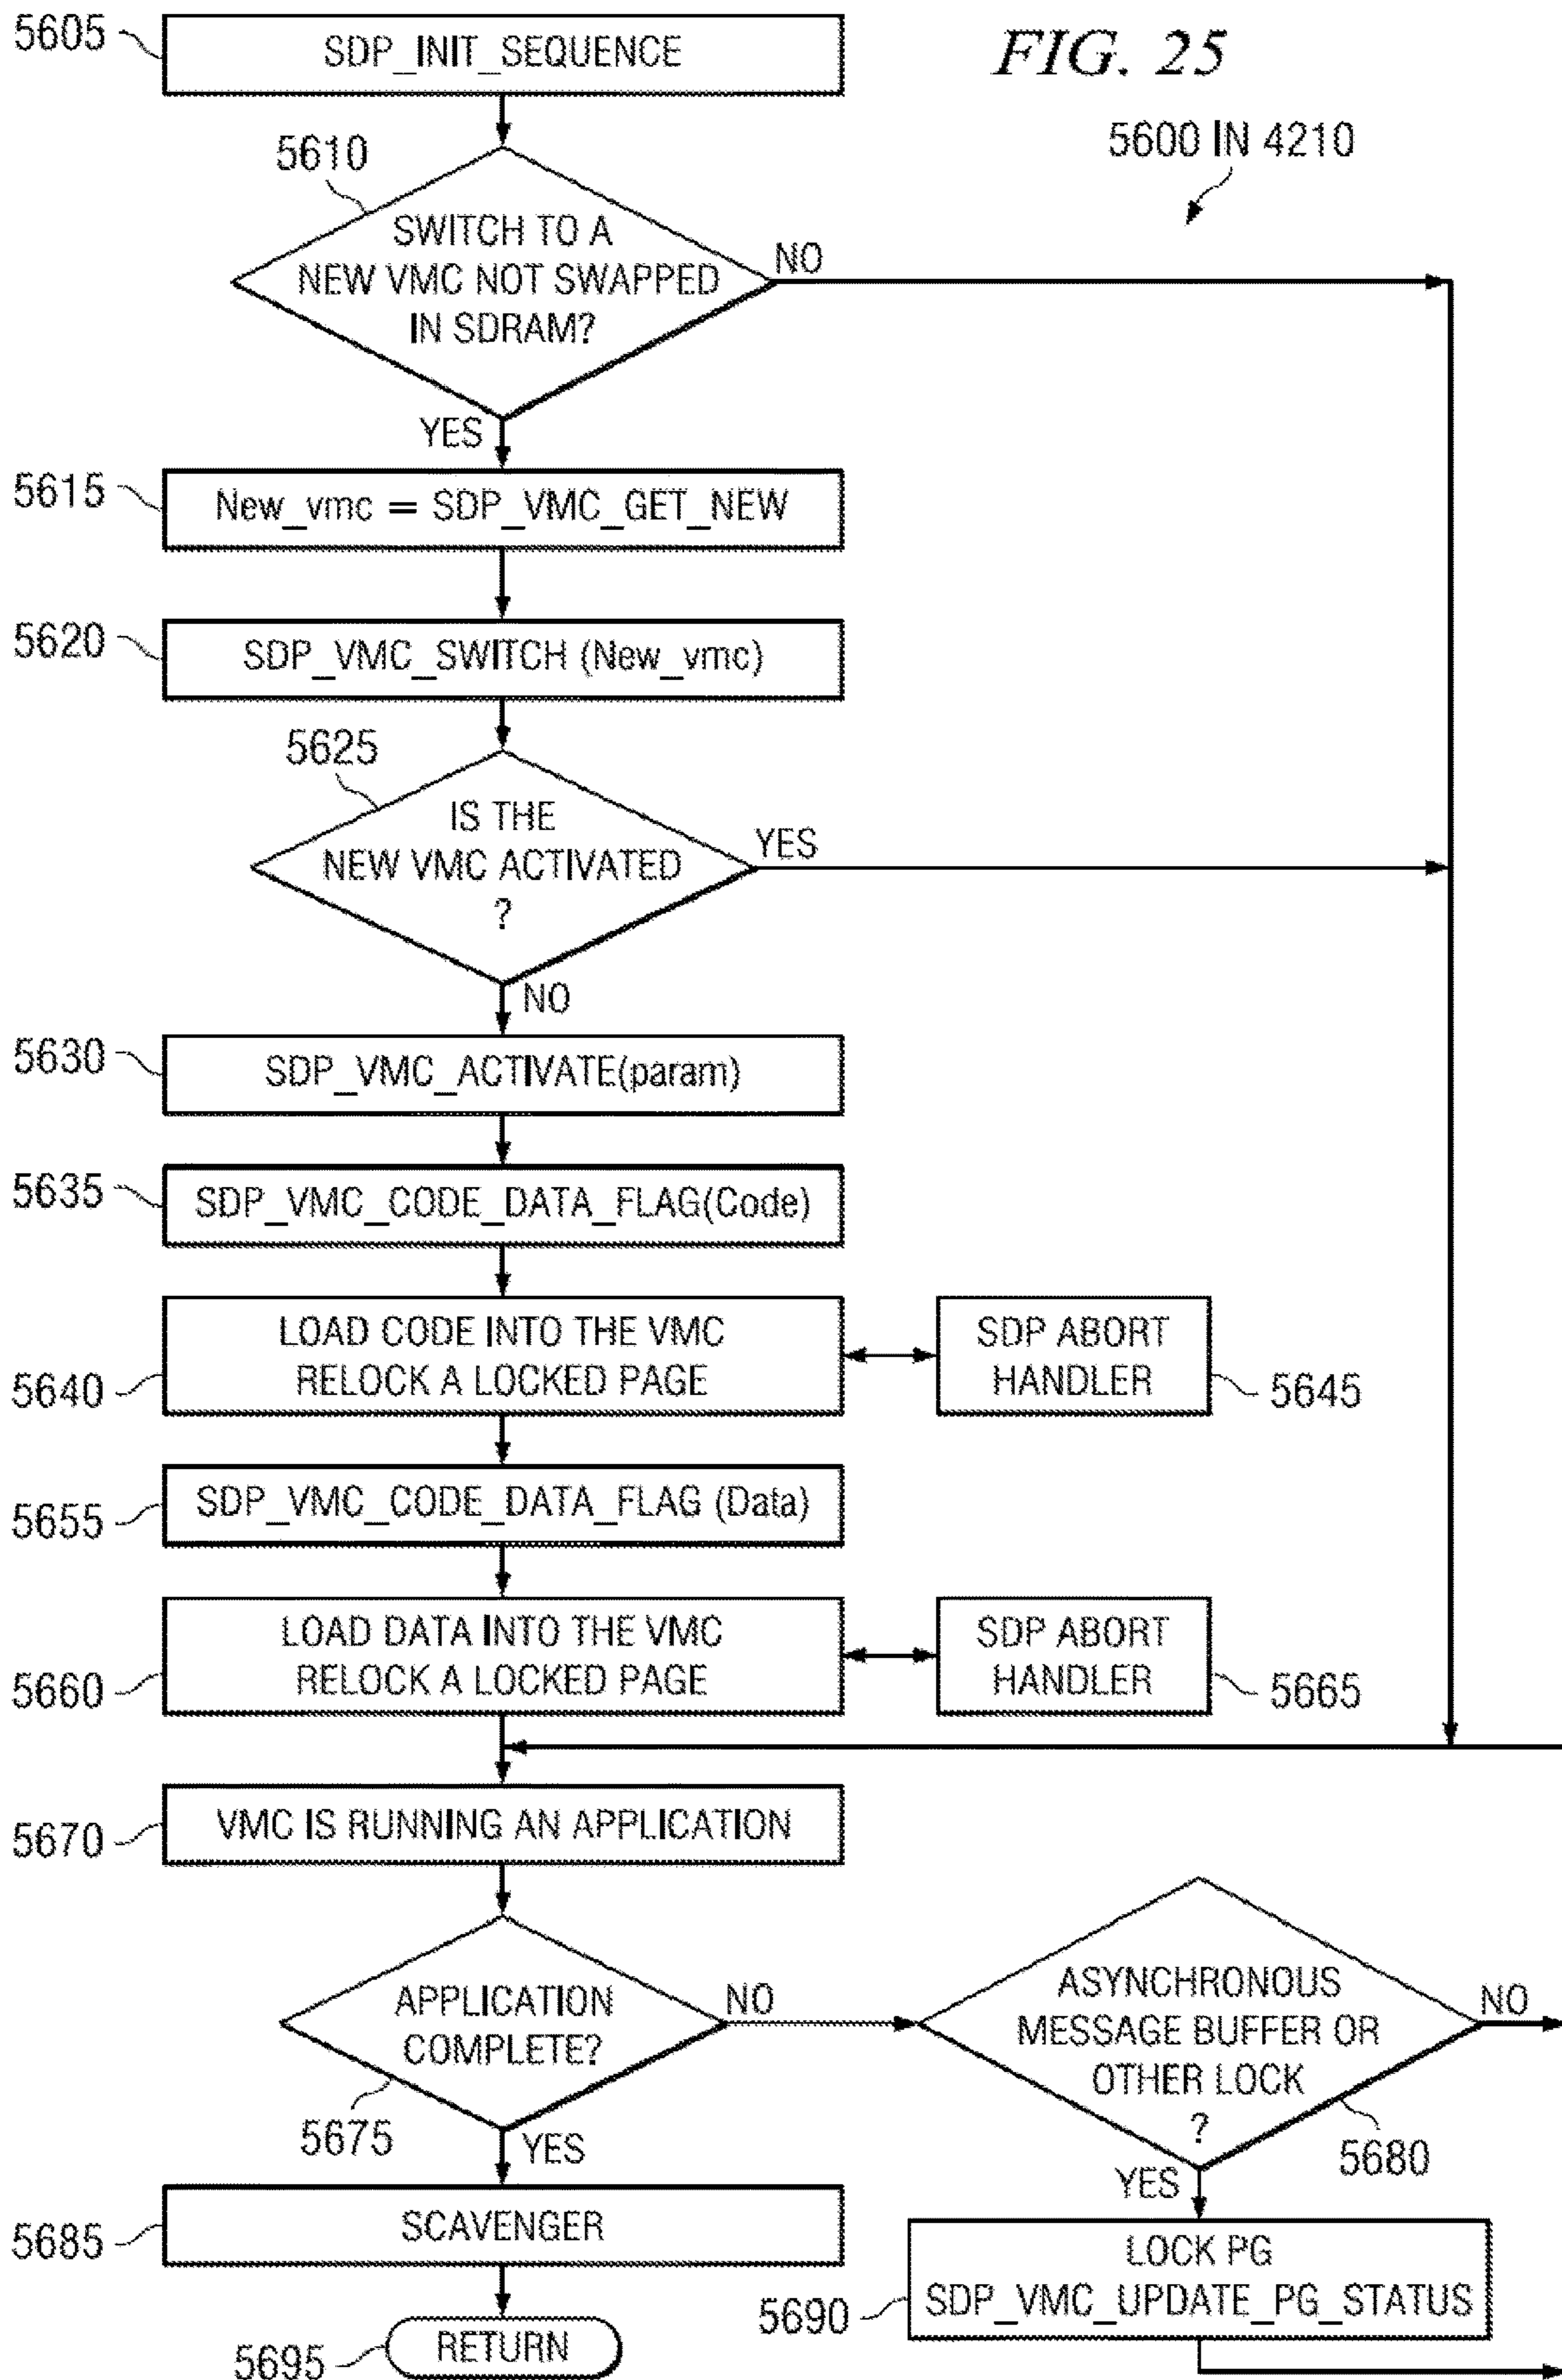 FIG. 25
5600 IN 4210
5605
SDP_INIT_SEQUENCE
5610
SWITCH TO A
NEW VMC NOT SWAPPED
IN SDRAM?
NO
YES
5615
New_vmc = SDP_VMC_GET_NEW
5620
SDP_VMC_SWITCH (New_vmc)
5625
IS THE
NEW VMC ACTIVATED
?
YES
NO
5630
SDP_VMC_ACTIVATE(param)
5635
SDP_VMC_CODE_DATA_FLAG(Code)
LOAD CODE INTO THE VMC
RELOCK A LOCKED PAGE
5640
SDP ABORT
HANDLER
5645
5655
SDP_VMC_CODE_DATA_FLAG (Data)
LOAD DATA INTO THE VMC
RELOCK A LOCKED PAGE
5660
SDP ABORT
HANDLER
5665
VMC IS RUNNING AN APPLICATION
5670
APPLICATION
COMPLETE?
5675
NO
YES
ASYNCHRONOUS
MESSAGE BUFFER OR
OTHER LOCK
?
NO
5680
YES
5685
SCAVENGER
LOCK PG
SDP_VMC_UPDATE_PG_STATUS
5690
5695
RETURN